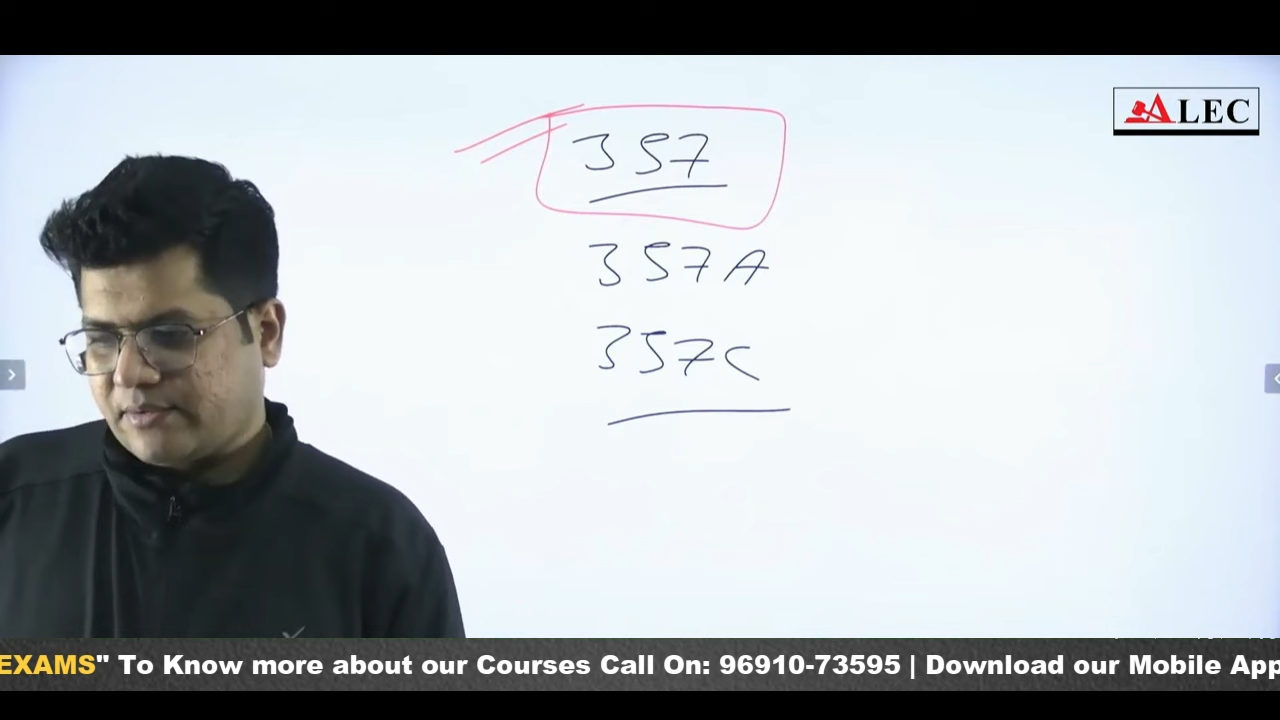 ALEC
357
357A
357C
EXAMS" To Know more about our Courses Call On: 96910-73595 | Download our Mobile App